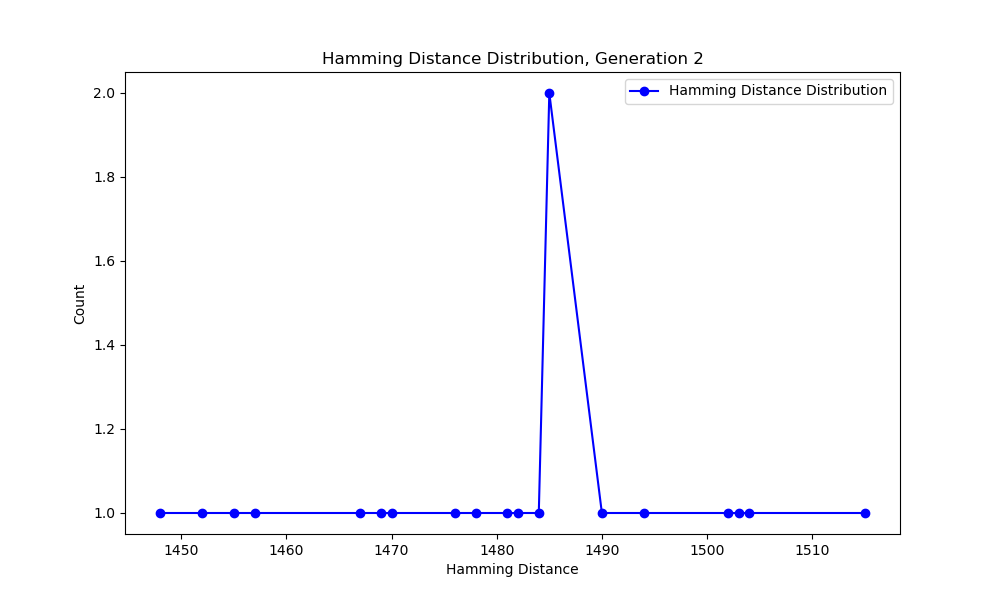 Hamming Distance Distribution, Generation 2
Hamming Distance Distribution
2.0
1.8
1.6
1.4
1.2
1.0
Count
1450 1460 1470 1480 1490 1500 1510
Hamming Distance